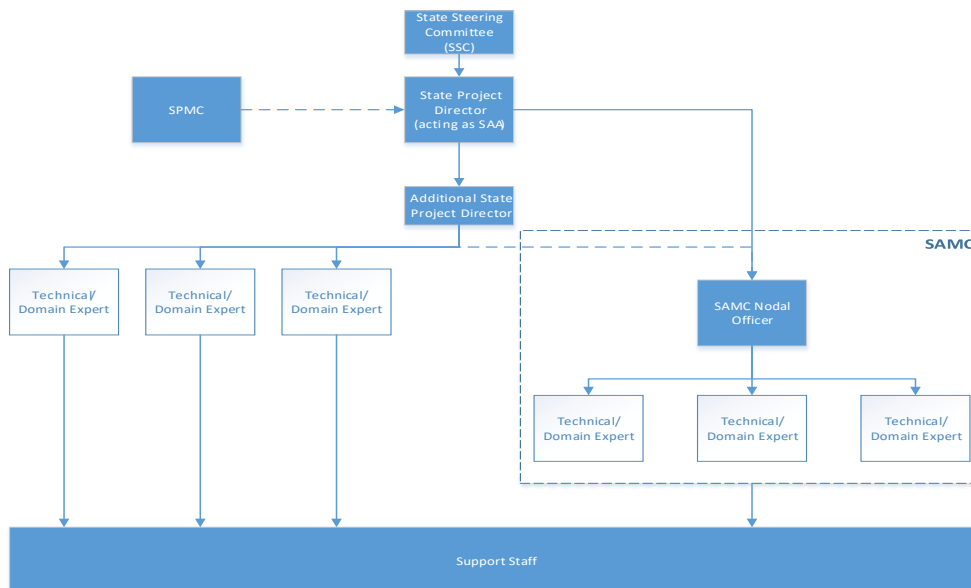 State Steering
Committee
(SSC)
SPMC
State Project
Director
(acting as SAA)
Additional State
Project Director
SAMC
Technical/
Domain Expert
Technical/
Domain Expert
Technical/
Domain Expert
SAMC Nodal
Officer
Technical/
Domain Expert
Technical/
Domain Expert
Technical/
Domain Expert
Support Staff